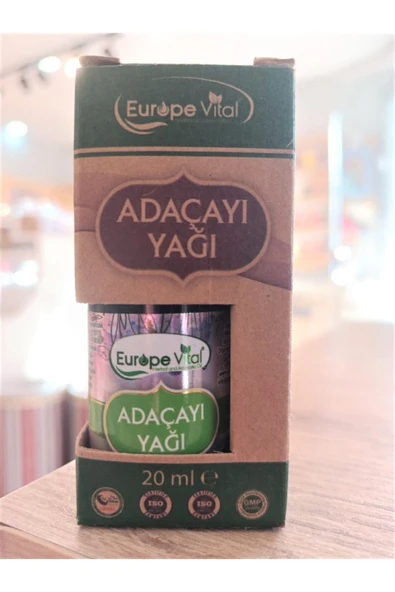 Europe Vital
ADAÇAYI
YAĞI
Europe Vital
ADAÇAYI
YAĞI
20 ml ℮
ISO
ISO
GMP